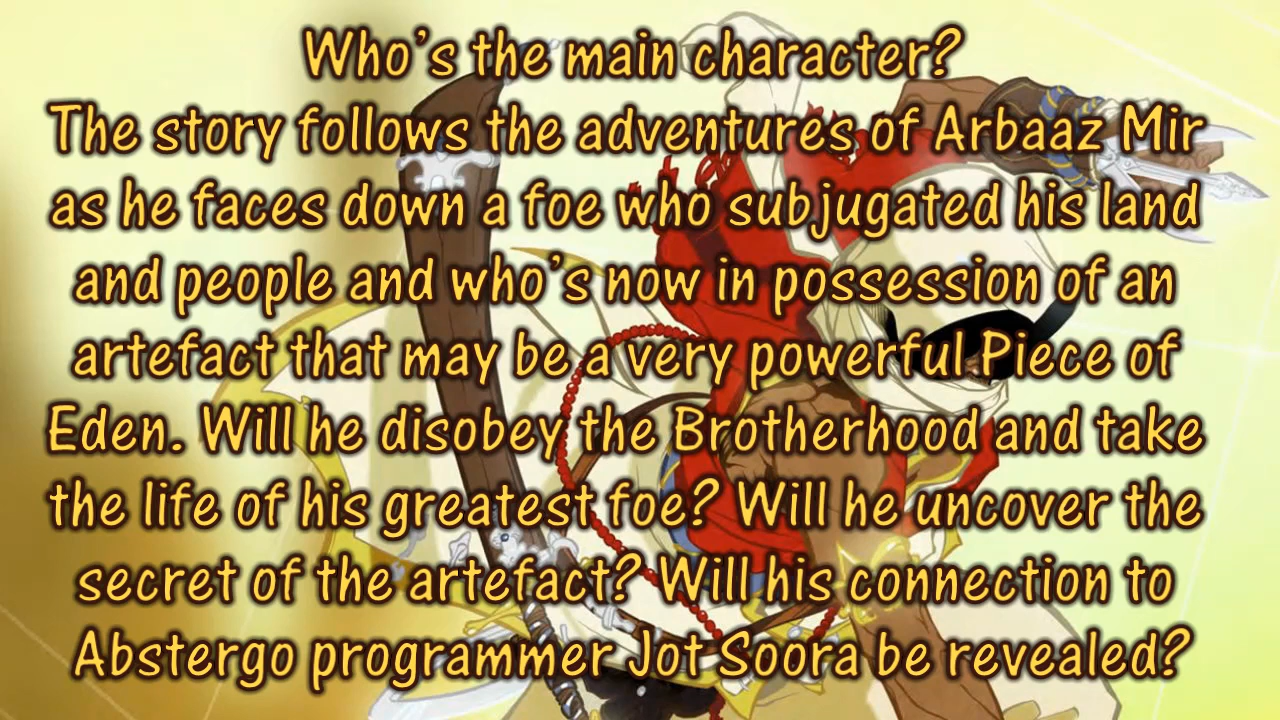 Who's the main character?
The story follows the adventures of Arbaaz Mir
as he faces down a foe who subjugated his land
and people and who's now in possession of an
artefact that may be a very powerful Piece of
Eden. Will he disobey the Brotherhood and take
the life of his greatest foe? Will he uncover the
secret of the artefact? Will his connection to
Abstergo programmer Jot Soora be revealed?